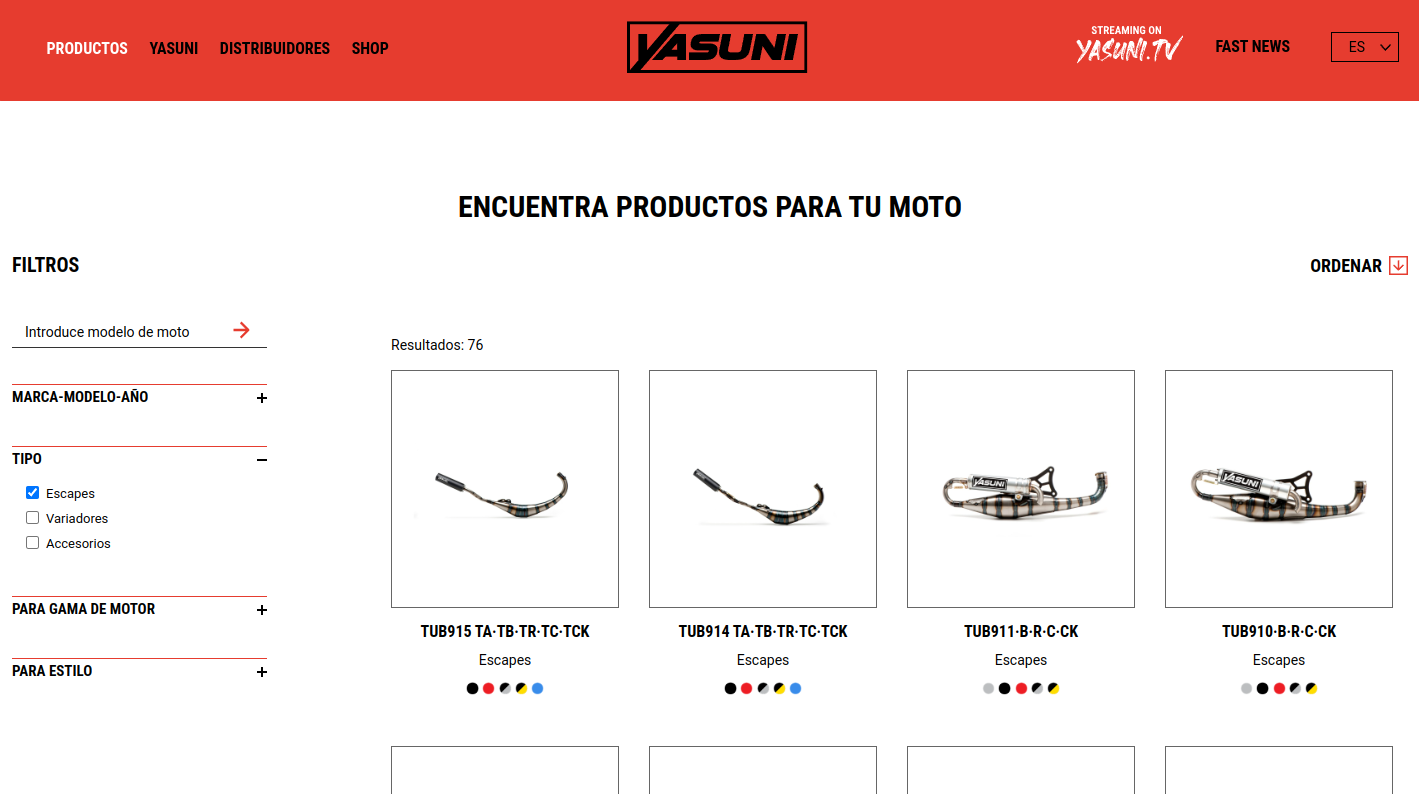 PRODUCTOS YASUNI DISTRIBUIDORES SHOP
YASUNI
STREAMING ON
YASUNI.TV
FAST NEWS
ES
ENCUENTRA PRODUCTOS PARA TU MOTO
FILTROS
ORDENAR
Introduce modelo de moto
MARCA-MODELO-AÑO
TIPO
Escapes
Variadores
Accesorios
PARA GAMA DE MOTOR
PARA ESTILO
Resultados: 76
YASUNI
YASUNI
TUB915 TA·TB·TR·TC·TCK
Escapes
TUB914 TA·TB·TR·TC·TCK
Escapes
TUB911·B·R·C·CK
Escapes
TUB910·B·R·C·CK
Escapes